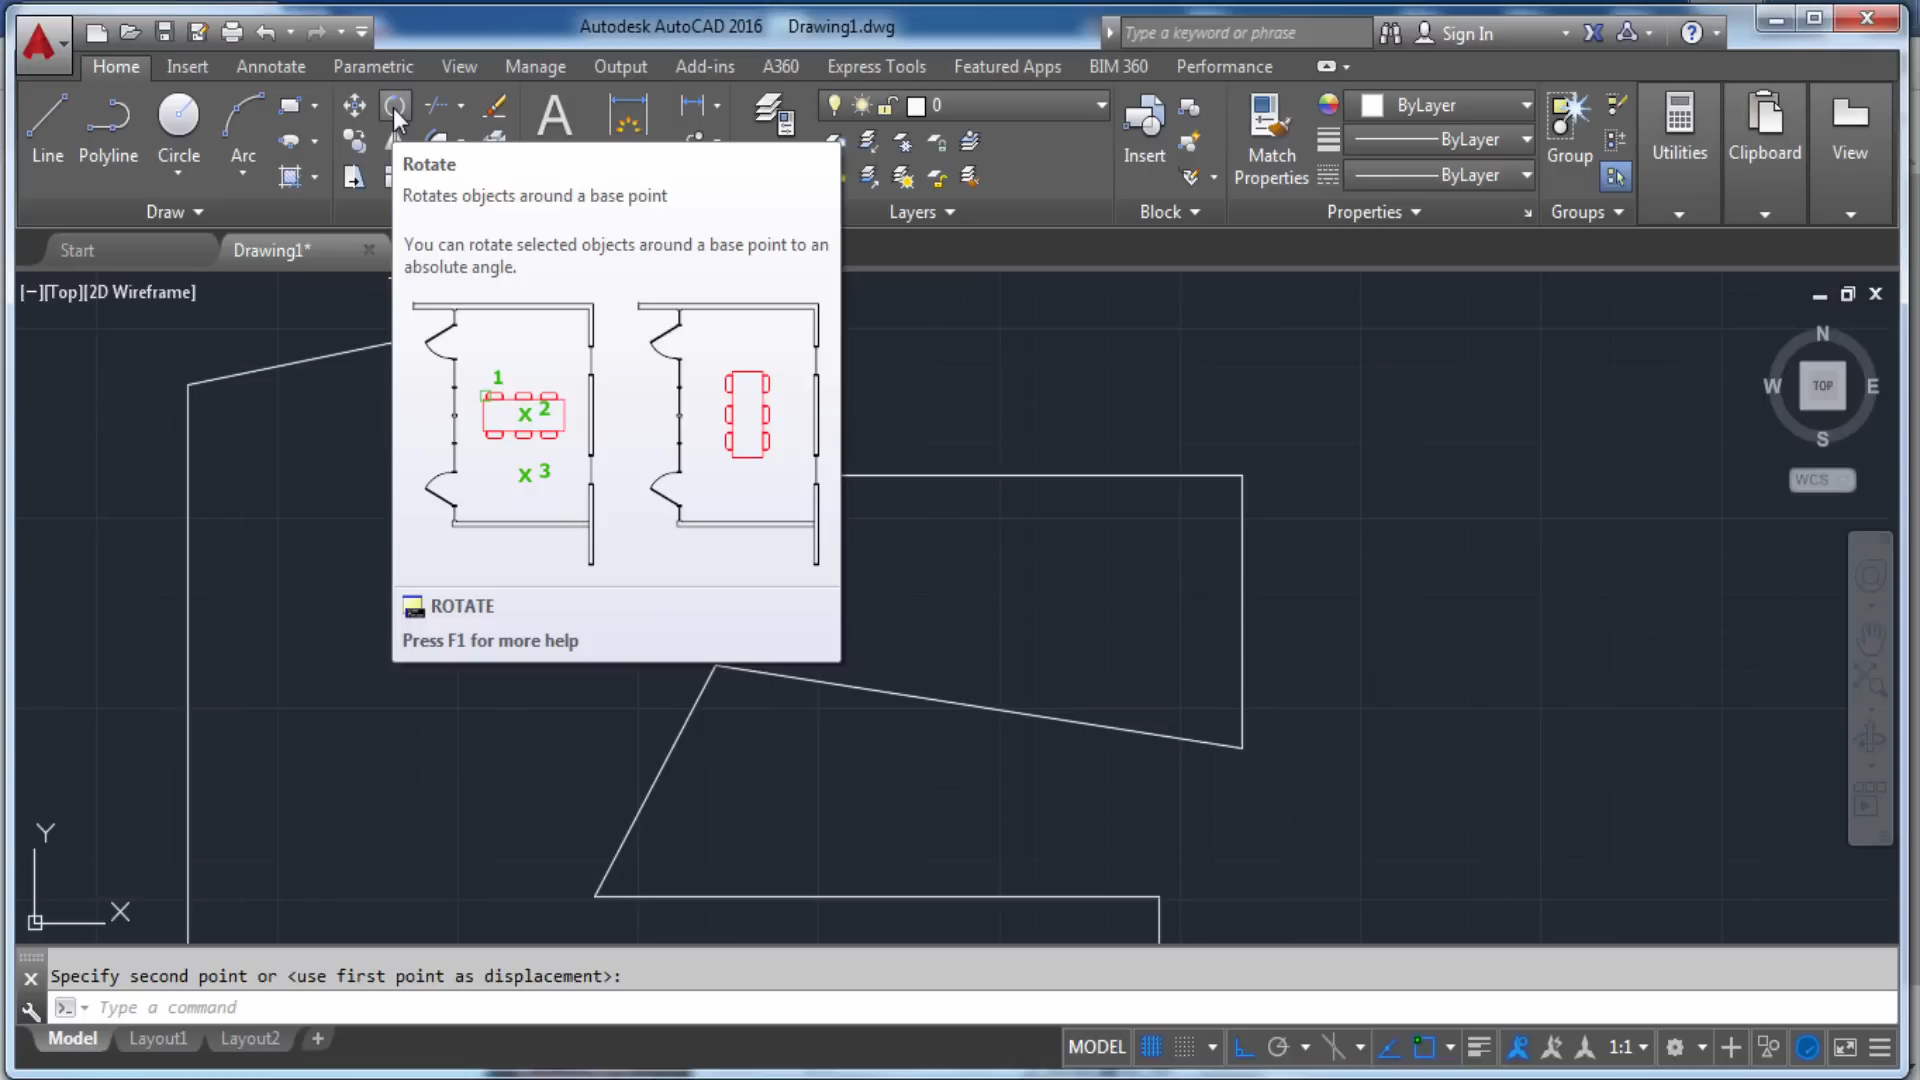 Autodesk AutoCAD 2016 Drawing1.dwg
Type a keyword or phrase
Sign In
Home Insert Annotate Parametric View Manage Output Add-ins A360 Express Tools Featured Apps BIM 360 Performance
Line Polyline Circle Arc
A
0
Insert
Match
Properties
ByLayer
ByLayer
ByLayer
Group
Utilities
Clipboard
View
Draw
Layers
Block
Properties
Groups
Start
Drawing1*
Rotate
Rotates objects around a base point
You can rotate selected objects around a base point to an
absolute angle.
1
X 2
X 3
ROTATE
Press F1 for more help
[−][Top][2D Wireframe]
N
W TOP E
S
WCS
Y
X
Specify second point or <use first point as displacement>:
Type a command
Model Layout1 Layout2 +
MODEL
1:1